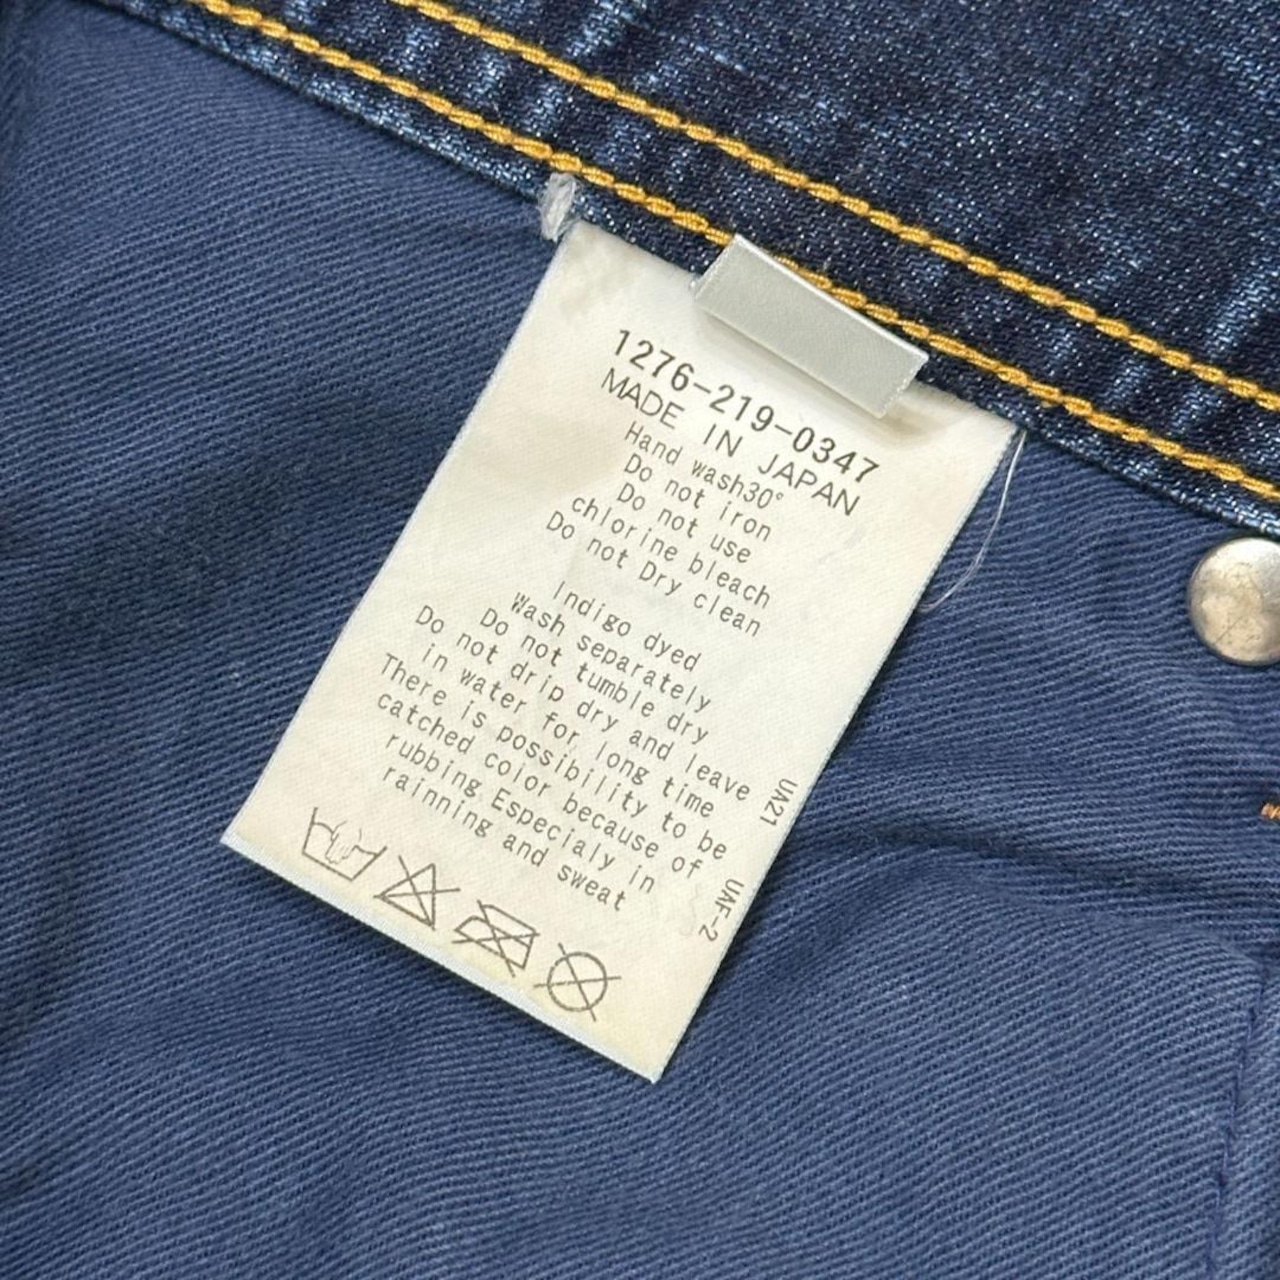 1276-219-0347
MADE IN JAPAN
Hand wash30°
Do not iron
Do not use
chlorine bleach
Do not Dry clean
Indigo dyed
Wash separately
Do not tumble dry
Do not drip dry and leave
in water for long time
There is possibility to be
catched color because of
rubbing Especialy in
rainning and sweat
UA21
UAF-2